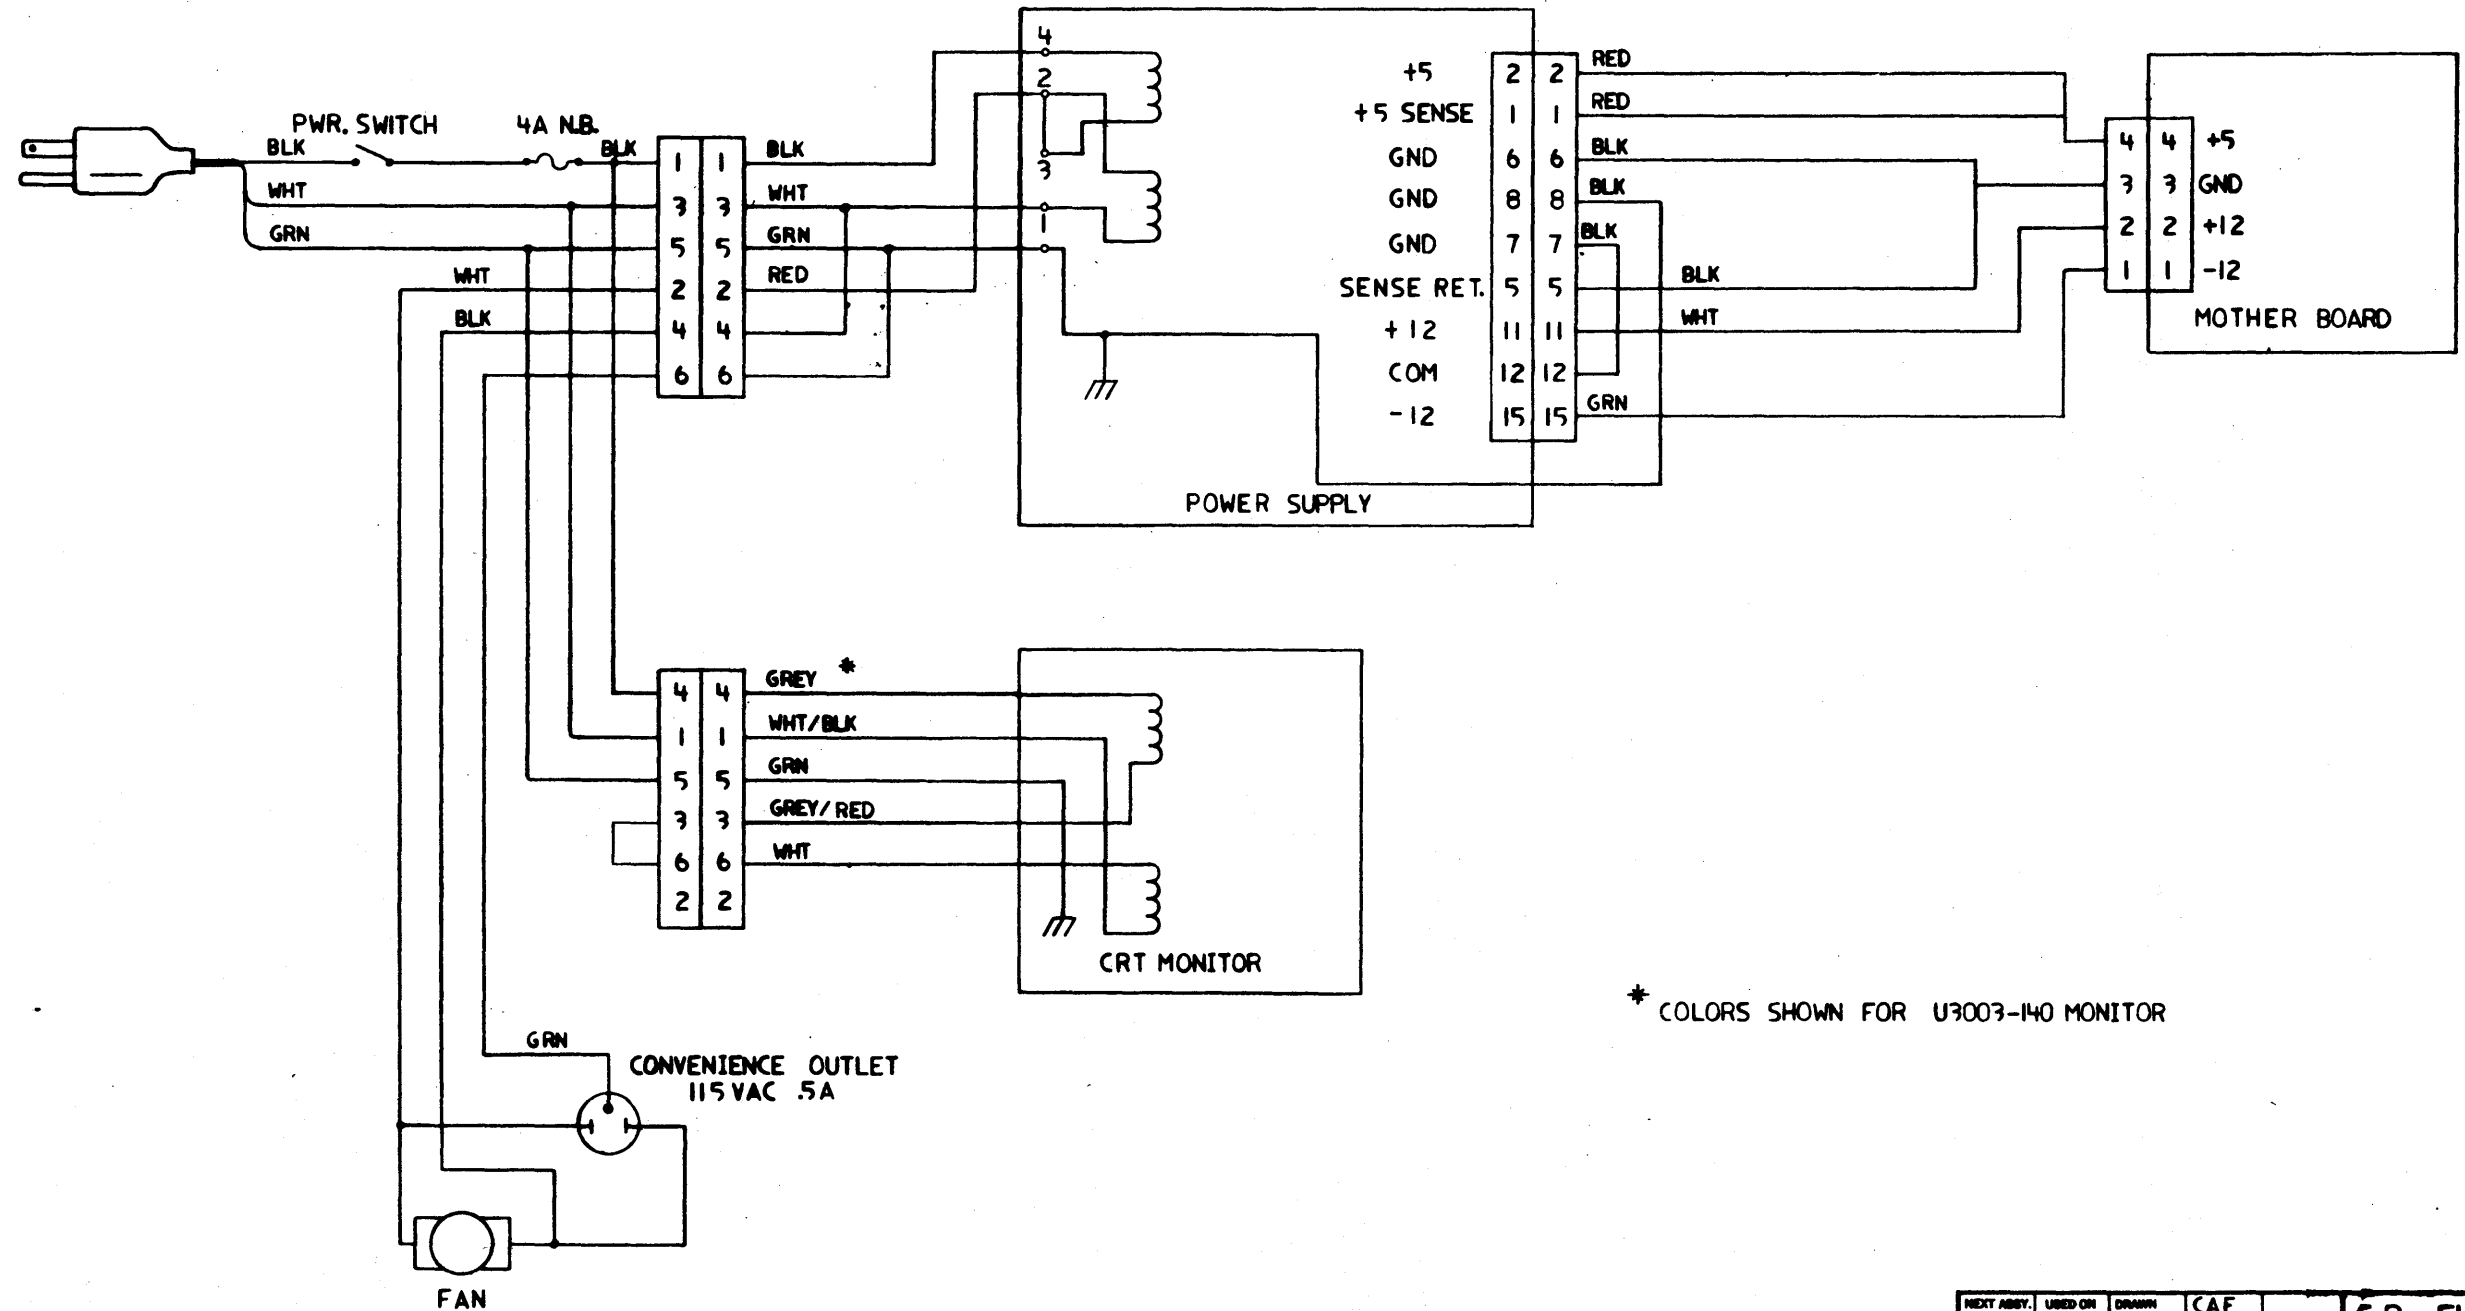 PWR. SWITCH
4A N.B.
BLK
BLK
WHT
GRN
WHT
BLK
1 1
3 3
5 5
2 2
4 4
6 6
BLK
WHT
GRN
RED
4
2
3
1
+5
+5 SENSE
GND
GND
GND
SENSE RET.
+12
COM
-12
2 2
1 1
6 6
8 8
7 7
5 5
11 11
12 12
15 15
RED
RED
BLK
BLK
BLK
BLK
WHT
GRN
POWER SUPPLY
4 4 +5
3 3 GND
2 2 +12
1 1 -12
MOTHER BOARD
4 4
1 1
5 5
3 3
6 6
2 2
GREY *
WHT/BLK
GRN
GREY/RED
WHT
CRT MONITOR
* COLORS SHOWN FOR U3003-140 MONITOR
GRN
CONVENIENCE OUTLET
115 VAC .5A
FAN
NEXT ASSY. USED ON DRAWN CAF